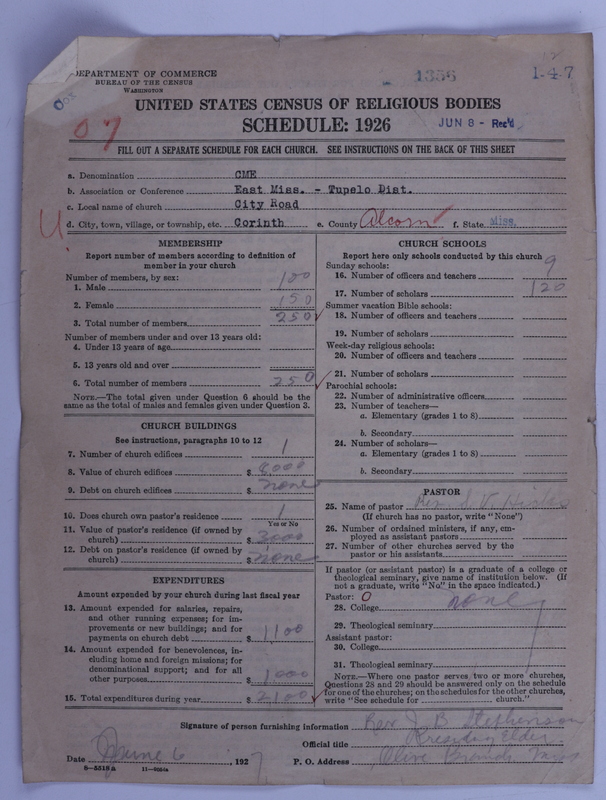 DEPARTMENT OF COMMERCE
BUREAU OF THE CENSUS
WASHINGTON
1356
1-4-7
UNITED STATES CENSUS OF RELIGIOUS BODIES
07
SCHEDULE: 1926
JUN 8 - Rec'd
FILL OUT A SEPARATE SCHEDULE FOR EACH CHURCH. SEE INSTRUCTIONS ON THE BACK OF THIS SHEET
a. Denomination CME
b. Association or Conference East Miss. - Tupelo Dist.
c. Local name of church City Road
U.
d. City, town, village, or township, etc. Corinth e. County Alcorn f. State Miss.
MEMBERSHIP
Report number of members according to definition of
member in your church
Number of members, by sex:
1. Male 100
2. Female 150
3. Total number of members 250
Number of members under and over 13 years old:
4. Under 13 years of age
5. 13 years old and over
6. Total number of members 250
NOTE.—The total given under Question 6 should be the
same as the total of males and females given under Question 3.
CHURCH BUILDINGS
See instructions, paragraphs 10 to 12
7. Number of church edifices 1
8. Value of church edifices $ 8000
9. Debt on church edifices $ none
10. Does church own pastor's residence 1
Yes or No
11. Value of pastor's residence (if owned by
church) $ 3000
12. Debt on pastor's residence (if owned by
church) $ none
EXPENDITURES
Amount expended by your church during last fiscal year
13. Amount expended for salaries, repairs,
and other running expenses; for im-
provements or new buildings; and for
payments on church debt $ 1100
14. Amount expended for benevolences, in-
cluding home and foreign missions; for
denominational support; and for all
other purposes $ 1000
15. Total expenditures during year $ 2100
CHURCH SCHOOLS
Report here only schools conducted by this church
Sunday schools:
16. Number of officers and teachers 9
17. Number of scholars 120
Summer vacation Bible schools:
18. Number of officers and teachers
19. Number of scholars
Week-day religious schools:
20. Number of officers and teachers
21. Number of scholars
Parochial schools:
22. Number of administrative officers
23. Number of teachers—
a. Elementary (grades 1 to 8)
b. Secondary
24. Number of scholars—
a. Elementary (grades 1 to 8)
b. Secondary
PASTOR
25. Name of pastor Rev.
(If church has no pastor, write "None")
26. Number of ordained ministers, if any, em-
ployed as assistant pastors
27. Number of other churches served by the
pastor or his assistants
If pastor (or assistant pastor) is a graduate of a college or
theological seminary, give name of institution below. (If
not a graduate, write "No" in the space indicated.)
Pastor: O
28. College none
29. Theological seminary
Assistant pastor:
30. College
31. Theological seminary
NOTE.—Where one pastor serves two or more churches,
Questions 28 and 29 should be answered only on the schedule
for one of the churches; on the schedules for the other churches,
write "See schedule for church."
Signature of person furnishing information Rev. J. B. Stephenson
Official title Presiding Elder
Date June 6, 1927 P. O. Address Olive Branch Miss
8-5518a 11-9054a